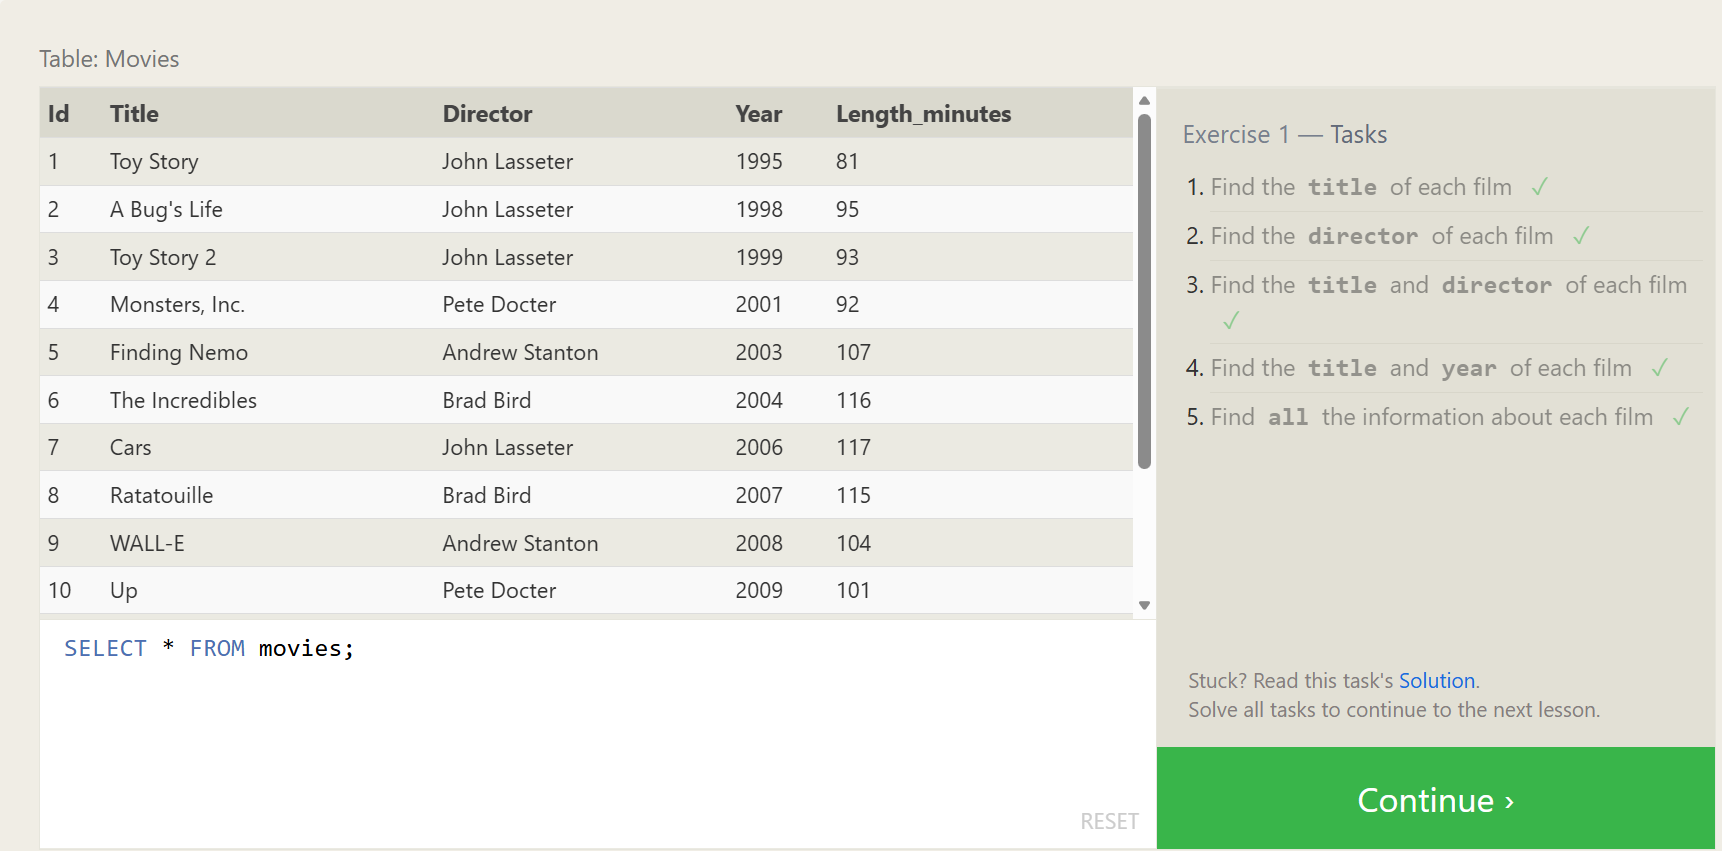 Table: Movies
Id Title Director Year Length_minutes
1 Toy Story John Lasseter 1995 81
2 A Bug's Life John Lasseter 1998 95
3 Toy Story 2 John Lasseter 1999 93
4 Monsters, Inc. Pete Docter 2001 92
5 Finding Nemo Andrew Stanton 2003 107
6 The Incredibles Brad Bird 2004 116
7 Cars John Lasseter 2006 117
8 Ratatouille Brad Bird 2007 115
9 WALL-E Andrew Stanton 2008 104
10 Up Pete Docter 2009 101
SELECT * FROM movies;
RESET
Exercise 1 — Tasks
1. Find the title of each film ✓
2. Find the director of each film ✓
3. Find the title and director of each film
✓
4. Find the title and year of each film ✓
5. Find all the information about each film ✓
Stuck? Read this task's Solution.
Solve all tasks to continue to the next lesson.
Continue ›